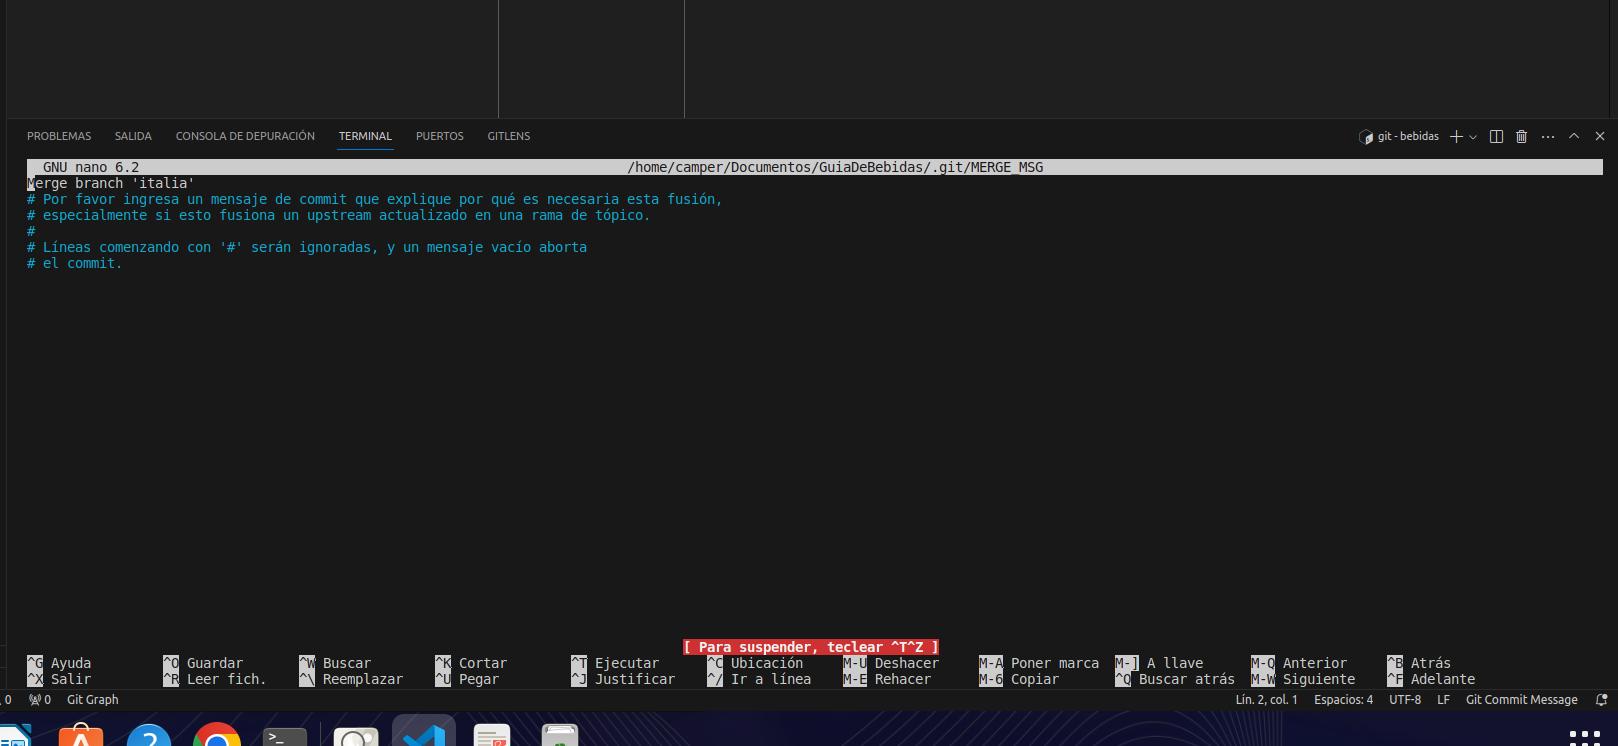 PROBLEMAS SALIDA CONSOLA DE DEPURACIÓN TERMINAL PUERTOS GITLENS git - bebidas
GNU nano 6.2 /home/camper/Documentos/GuiaDeBebidas/.git/MERGE_MSG
Merge branch 'italia'
# Por favor ingresa un mensaje de commit que explique por qué es necesaria esta fusión,
# especialmente si esto fusiona un upstream actualizado en una rama de tópico.
#
# Líneas comenzando con '#' serán ignoradas, y un mensaje vacío aborta
# el commit.
[ Para suspender, teclear ^T^Z ]
^G Ayuda ^O Guardar ^W Buscar ^K Cortar ^T Ejecutar ^C Ubicación M-U Deshacer M-A Poner marca M-] A llave M-Q Anterior ^B Atrás
^X Salir ^R Leer fich. ^\ Reemplazar ^U Pegar ^J Justificar ^/ Ir a línea M-E Rehacer M-6 Copiar ^Q Buscar atrás M-W Siguiente ^F Adelante
0 0 Git Graph Lín. 2, col. 1 Espacios: 4 UTF-8 LF Git Commit Message